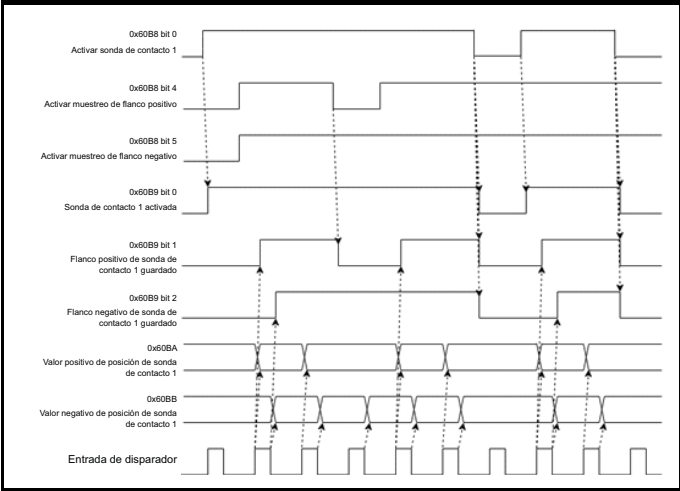 0x60B8 bit 0
Activar sonda de contacto 1
0x60B8 bit 4
Activar muestreo de flanco positivo
0x60B8 bit 5
Activar muestreo de flanco negativo
0x60B9 bit 0
Sonda de contacto 1 activada
0x60B9 bit 1
Flanco positivo de sonda de
contacto 1 guardado
0x60B9 bit 2
Flanco negativo de sonda de
contacto 1 guardado
0x60BA
Valor positivo de posición de sonda
de contacto 1
0x60BB
Valor negativo de posición de sonda
de contacto 1
Entrada de disparador